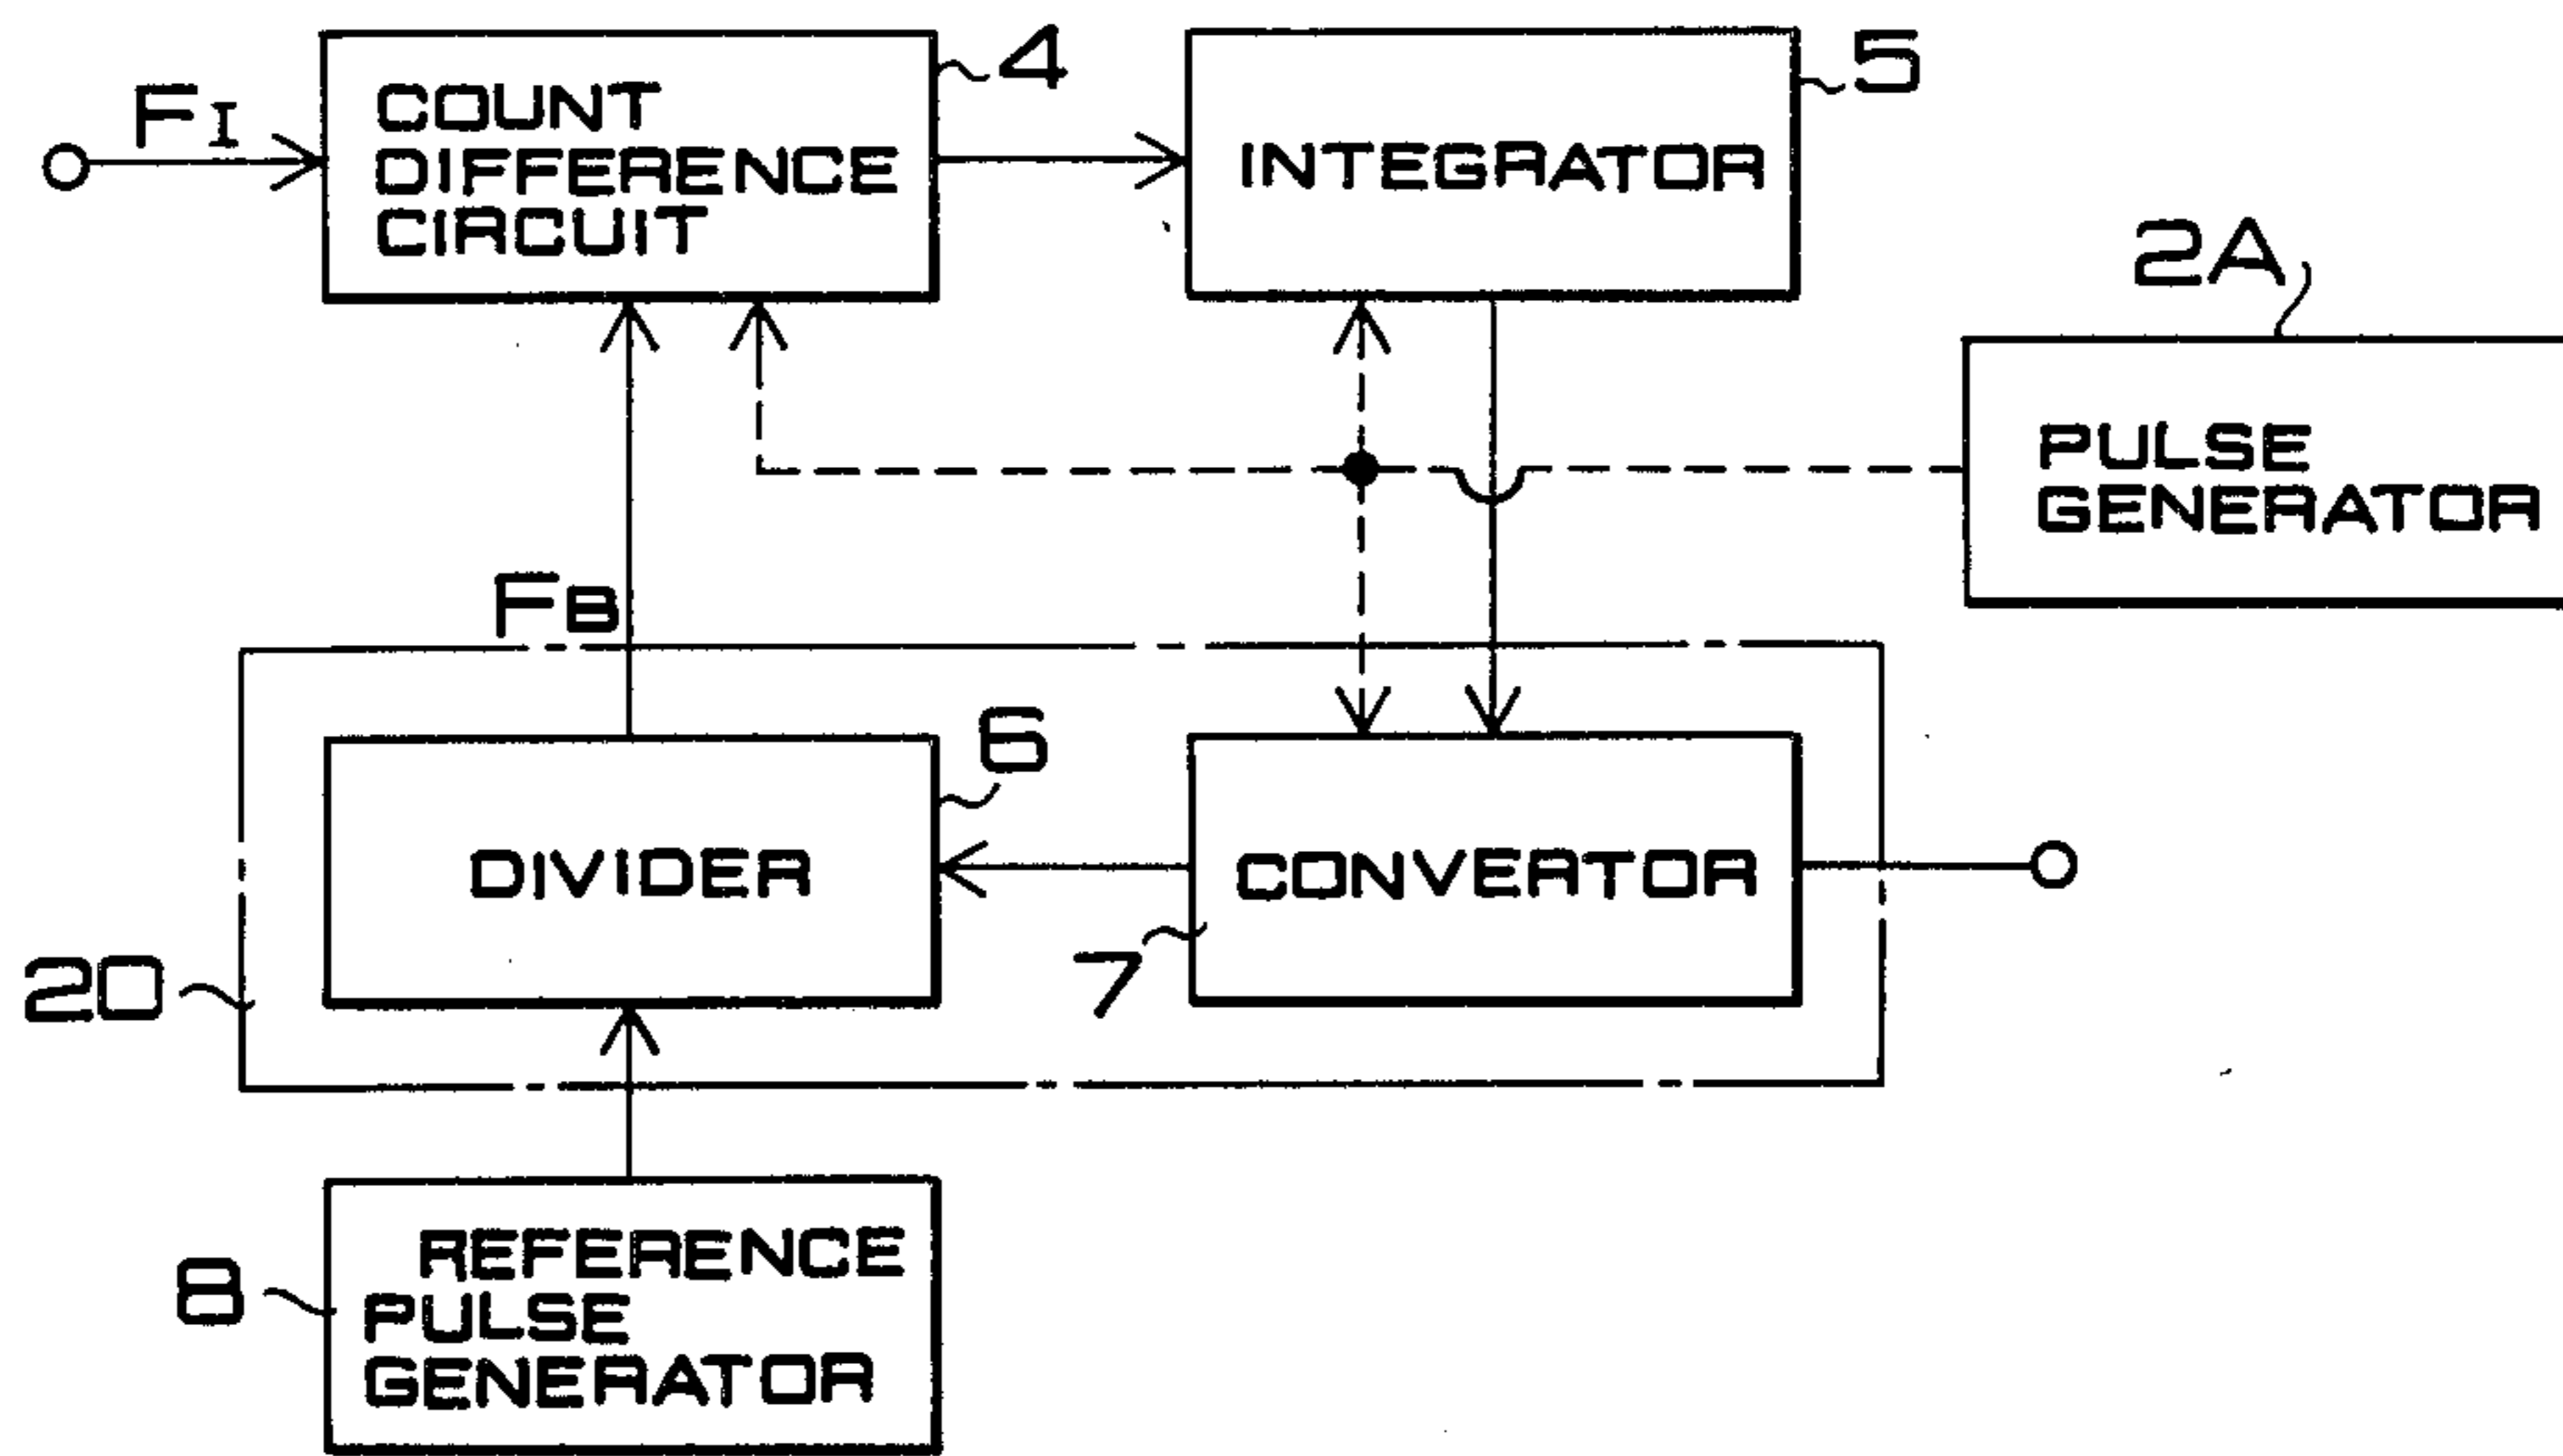 FI
COUNT
DIFFERENCE
CIRCUIT
4
INTEGRATOR
5
2A
PULSE
GENERATOR
FB
DIVIDER
6
CONVERTOR
7
20
REFERENCE
PULSE
GENERATOR
8